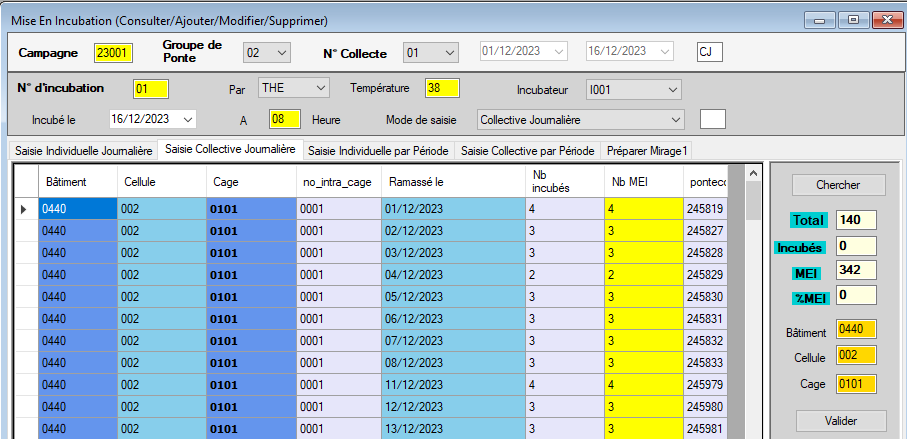 Mise En Incubation (Consulter/Ajouter/Modifier/Supprimer)
Campagne 23001 Groupe de Ponte 02 N° Collecte 01 01/12/2023 16/12/2023 CJ
N° d'incubation 01 Par THE Température 38 Incubateur I001
Incubé le 16/12/2023 A 08 Heure Mode de saisie Collective Journalière
Saisie Individuelle Journalière Saisie Collective Journalière Saisie Individuelle par Période Saisie Collective par Période Préparer Mirage1
Bâtiment Cellule Cage no_intra_cage Ramassé le Nb incubés Nb MEI ponteco
0440 002 0101 0001 01/12/2023 4 4 245819
0440 002 0101 0001 02/12/2023 3 3 245827
0440 002 0101 0001 03/12/2023 3 3 245828
0440 002 0101 0001 04/12/2023 2 2 245829
0440 002 0101 0001 05/12/2023 3 3 245830
0440 002 0101 0001 06/12/2023 3 3 245831
0440 002 0101 0001 07/12/2023 3 3 245832
0440 002 0101 0001 08/12/2023 3 3 245833
0440 002 0101 0001 11/12/2023 4 4 245979
0440 002 0101 0001 12/12/2023 3 3 245980
0440 002 0101 0001 13/12/2023 3 3 245981
Chercher
Total 140
Incubés 0
MEI 342
%MEI 0
Bâtiment 0440
Cellule 002
Cage 0101
Valider